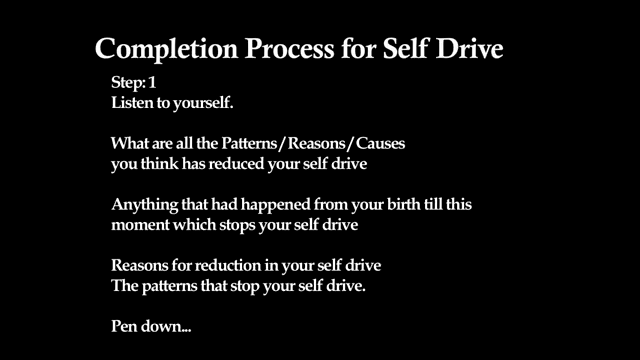 Completion Process for Self Drive
Step: 1
Listen to yourself.
What are all the Patterns/Reasons/Causes
you think has reduced your self drive
Anything that had happened from your birth till this
moment which stops your self drive
Reasons for reduction in your self drive
The patterns that stop your self drive.
Pen down...